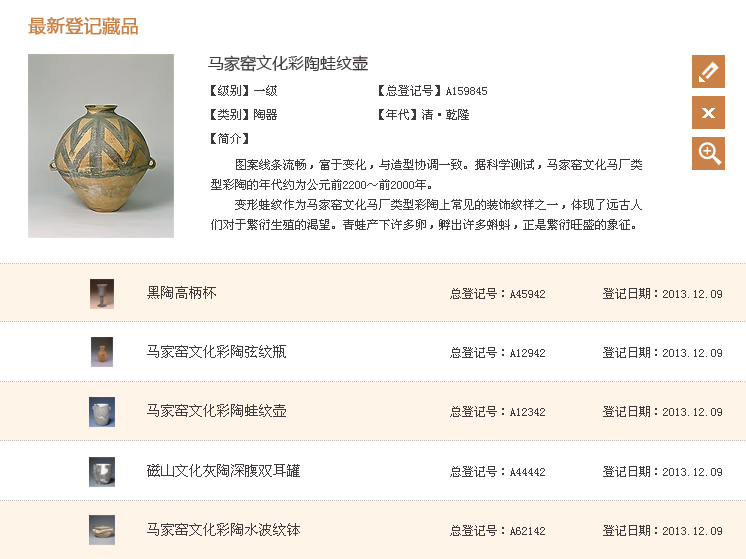 最新登记藏品
马家窑文化彩陶蛙纹壶
【级别】一级 【总登记号】A159845
【类别】陶器 【年代】清·乾隆
【简介】
图案线条流畅，富于变化，与造型协调一致。据科学测试，马家窑文化马厂类
型彩陶的年代约为公元前2200～前2000年。
变形蛙纹作为马家窑文化马厂类型彩陶上常见的装饰纹样之一，体现了远古人
们对于繁衍生殖的渴望。青蛙产下许多卵，孵出许多蝌蚪，正是繁衍旺盛的象征。
黑陶高柄杯 总登记号：A45942 登记日期：2013.12.09
马家窑文化彩陶弦纹瓶 总登记号：A12942 登记日期：2013.12.09
马家窑文化彩陶蛙纹壶 总登记号：A12342 登记日期：2013.12.09
磁山文化灰陶深腹双耳罐 总登记号：A44442 登记日期：2013.12.09
马家窑文化彩陶水波纹钵 总登记号：A62142 登记日期：2013.12.09